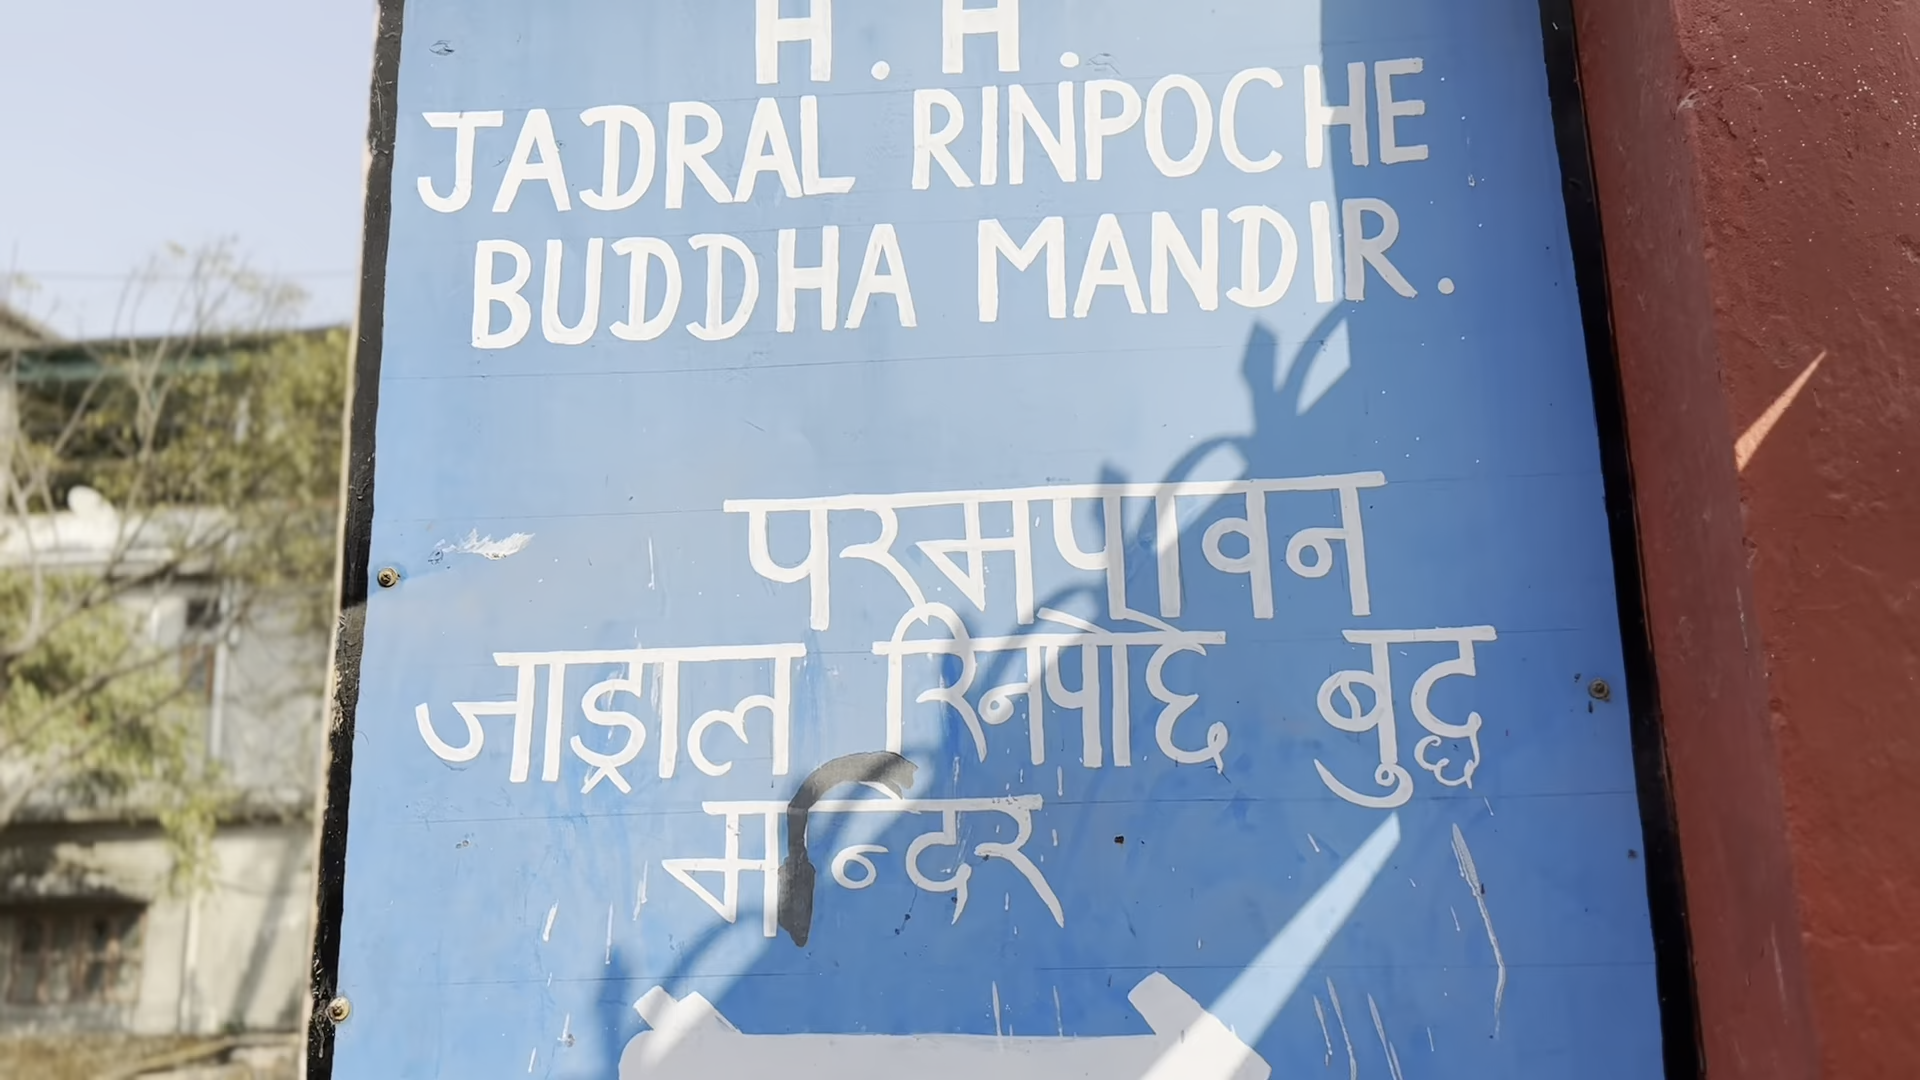 H. H.
JADRAL RINPOCHE
BUDDHA MANDIR.
परमपावन
जाड्राल रिनपोद्दे बुद्ध
मन्दिर